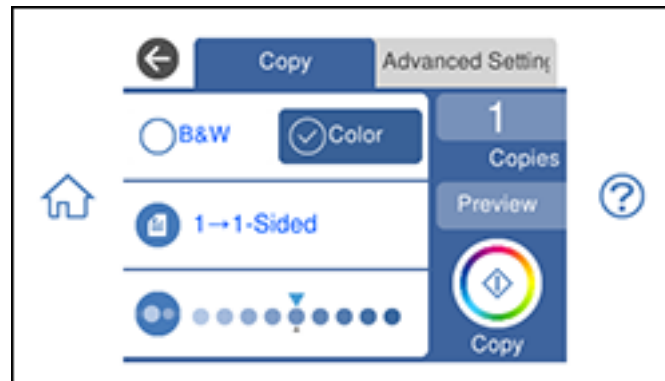 Copy
Advanced Settin
B&W
Color
1
Copies
1→1-Sided
Preview
Copy